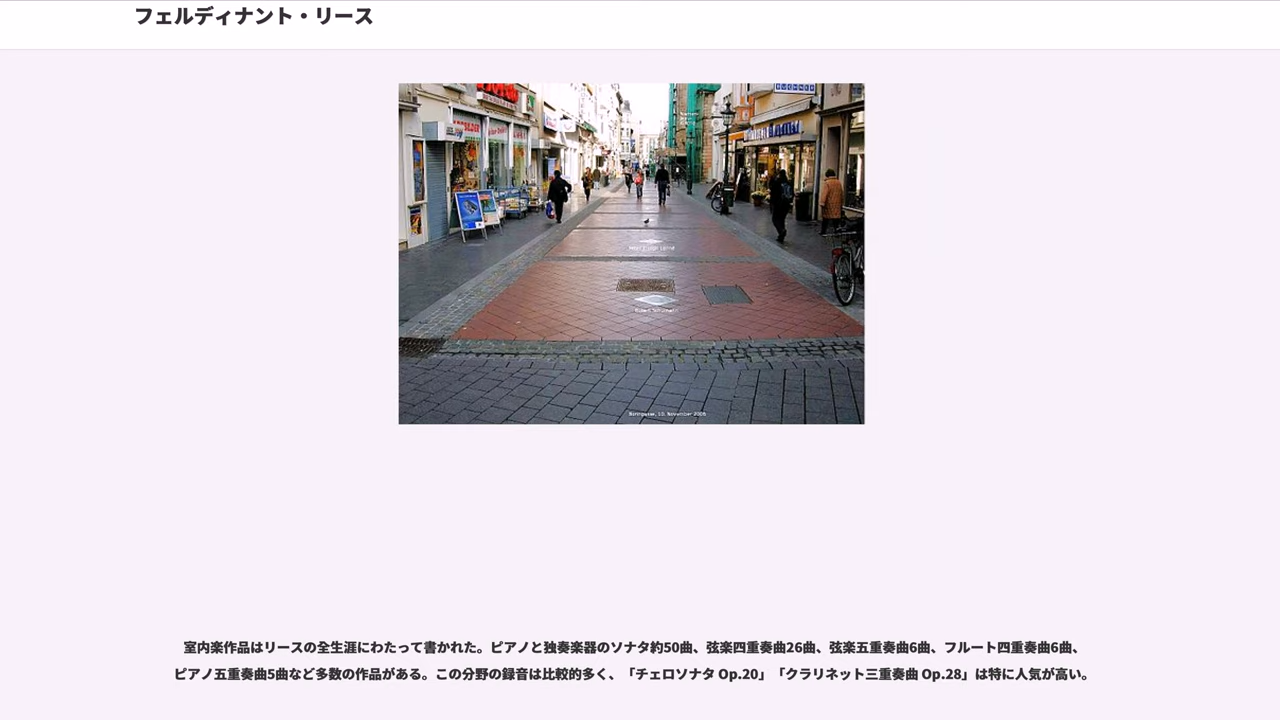 フェルディナント・リース
Bonngasse, 10. November 2005
室内楽作品はリースの全生涯にわたって書かれた。ピアノと独奏楽器のソナタ約50曲、弦楽四重奏曲26曲、弦楽五重奏曲6曲、フルート四重奏曲6曲、
ピアノ五重奏曲5曲など多数の作品がある。この分野の録音は比較的多く、「チェロソナタ Op.20」「クラリネット三重奏曲 Op.28」は特に人気が高い。